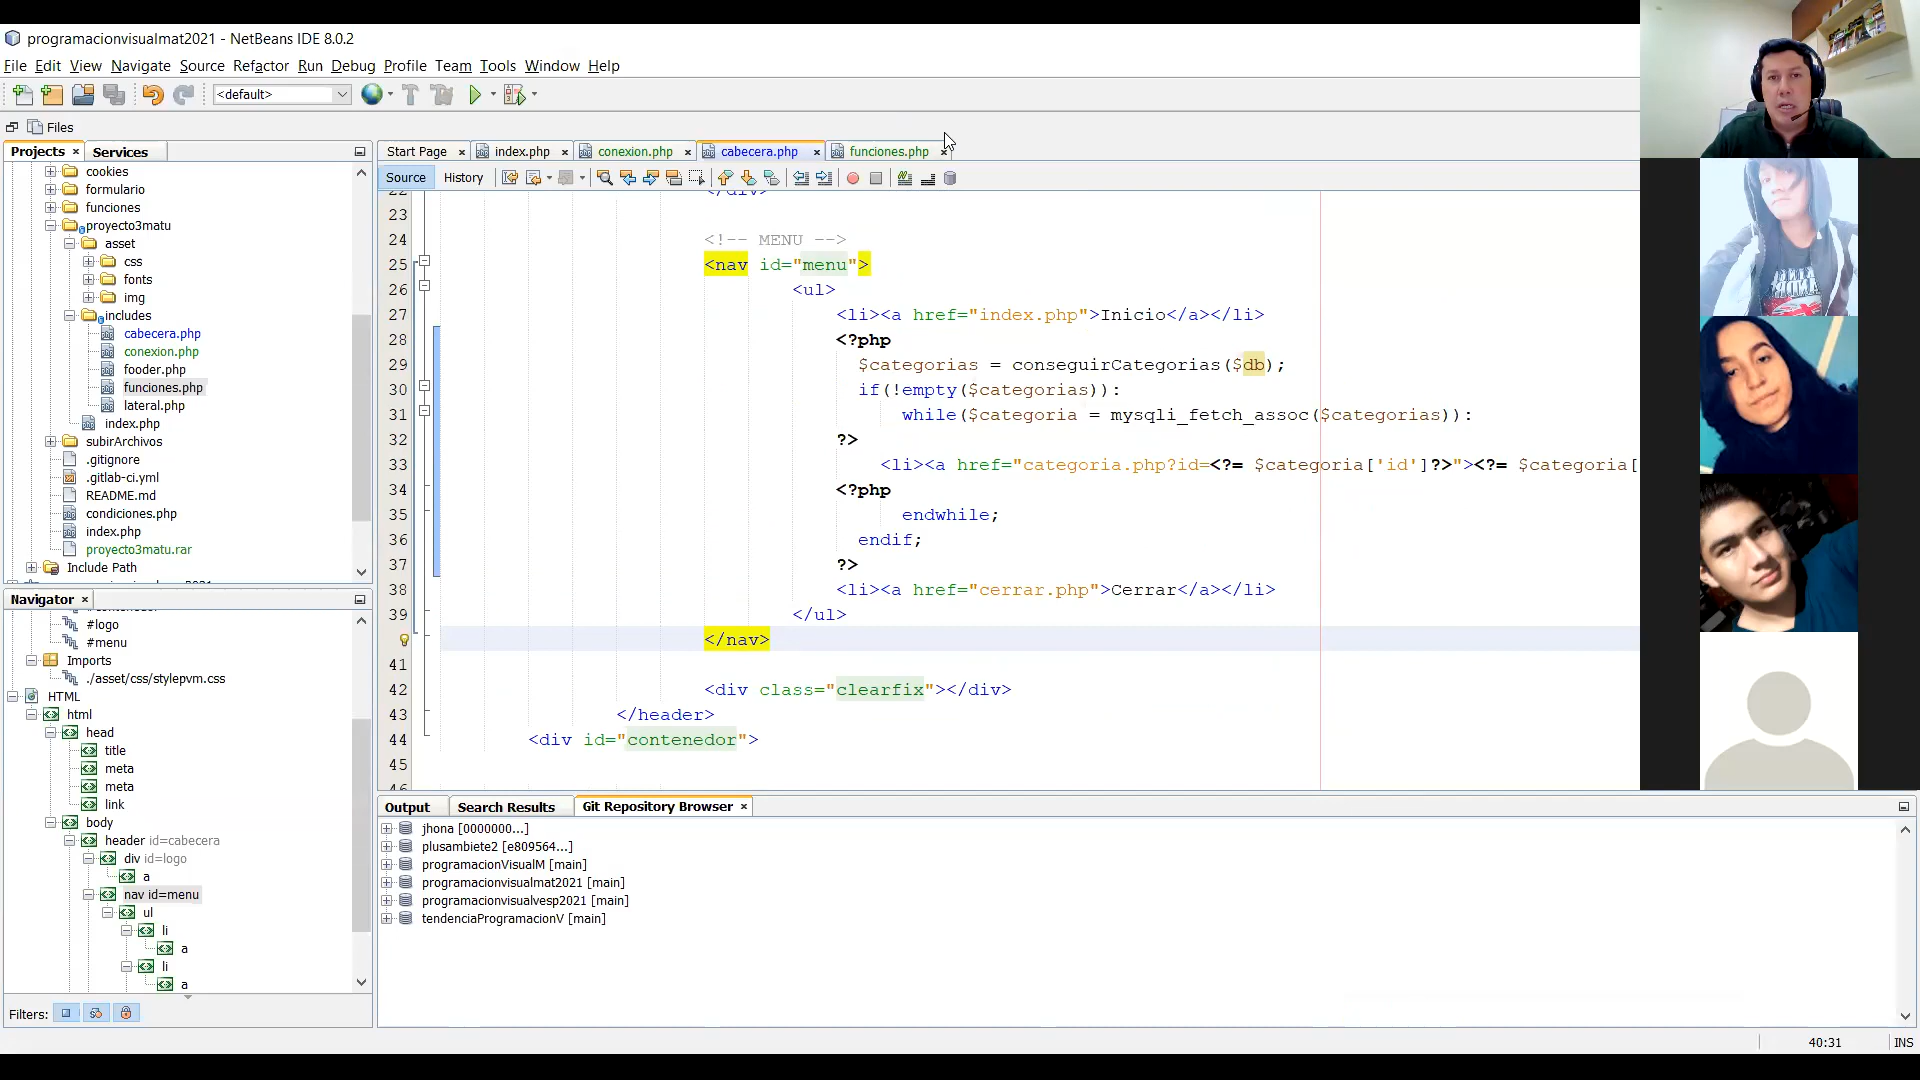 programacionvisualmat2021 - NetBeans IDE 8.0.2
File Edit View Navigate Source Refactor Run Debug Profile Team Tools Window Help
<default>
Files
Projects Services
Start Page index.php conexion.php cabecera.php funciones.php
Source History
cookies
formulario
funciones
proyecto3matu
asset
css
fonts
img
includes
cabecera.php
conexion.php
fooder.php
funciones.php
lateral.php
index.php
subirArchivos
.gitignore
.gitlab-ci.yml
README.md
condiciones.php
index.php
proyecto3matu.rar
Include Path
Navigator
#logo
#menu
Imports
./asset/css/stylepvm.css
HTML
html
head
title
meta
meta
link
body
header id=cabecera
div id=logo
a
nav id=menu
ul
li
a
li
a
Filters:
22 </div>
23
24 <!-- MENU -->
25 <nav id="menu">
26 <ul>
27 <li><a href="index.php">Inicio</a></li>
28 <?php
29 $categorias = conseguirCategorias($db);
30 if(!empty($categorias)):
31 while($categoria = mysqli_fetch_assoc($categorias)):
32 ?>
33 <li><a href="categoria.php?id=<?= $categoria['id']?>"><?= $categoria[
34 <?php
35 endwhile;
36 endif;
37 ?>
38 <li><a href="cerrar.php">Cerrar</a></li>
39 </ul>
</nav>
41
42 <div class="clearfix"></div>
43 </header>
44 <div id="contenedor">
45
46
Output Search Results Git Repository Browser
jhona [0000000...]
plusambiete2 [e809564...]
programacionVisualM [main]
programacionvisualmat2021 [main]
programacionvisualvesp2021 [main]
tendenciaProgramacionV [main]
40:31 INS